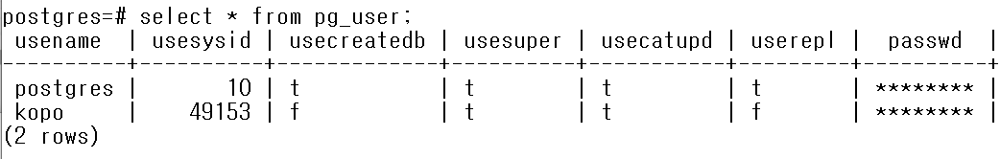 postgres=# select * from pg_user;
 usename  | usesysid | usecreatedb | usesuper | usecatupd | userepl |  passwd  |
----------+----------+-------------+----------+-----------+---------+----------+
 postgres |       10 | t           | t        | t         | t       | ******** |
 kopo     |    49153 | f           | t        | t         | f       | ******** |
(2 rows)